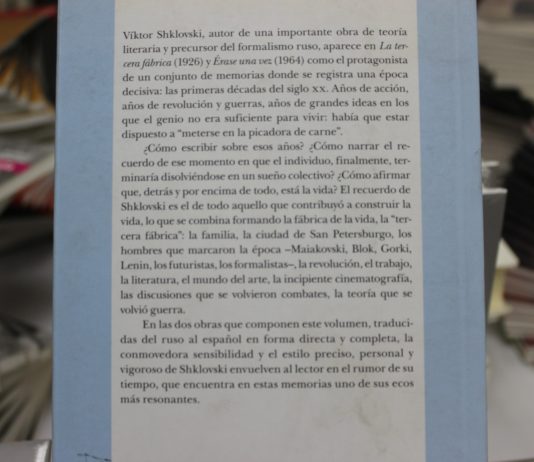 Víktor Shklovski, autor de una importante obra de teoría
literaria y precursor del formalismo ruso, aparece en La ter-
cera fábrica (1926) y Érase una vez (1964) como el protagonista
de un conjunto de memorias donde se registra una época
decisiva: las primeras décadas del siglo XX. Años de acción,
años de revolución y guerras, años de grandes ideas en los
que el genio no era suficiente para vivir: había que estar
dispuesto a “meterse en la picadora de carne”.
¿Cómo escribir sobre esos años? ¿Cómo narrar el re-
cuerdo de ese momento en que el individuo, finalmente, ter-
minaría disolviéndose en un sueño colectivo? ¿Cómo afirmar
que, detrás y por encima de todo, está la vida? El recuerdo de
Shklovski es el de todo aquello que contribuyó a construir la
vida, lo que se combina formando la fábrica de la vida, la “ter-
cera fábrica”: la familia, la ciudad de San Petersburgo, los
hombres que marcaron la época –Maiakovski, Blok, Gorki,
Lenin, los futuristas, los formalistas–, la revolución, el trabajo,
la literatura, el mundo del arte, la incipiente cinematografía,
las discusiones que se volvieron combates, la teoría que se
volvió guerra.
En las dos obras que componen este volumen, traduci-
das del ruso al español en forma directa y completa, la
conmovedora sensibilidad y el estilo preciso, personal y
vigoroso de Shklovski envuelven al lector en el rumor de su
tiempo, que encuentra en estas memorias uno de sus ecos
más resonantes.